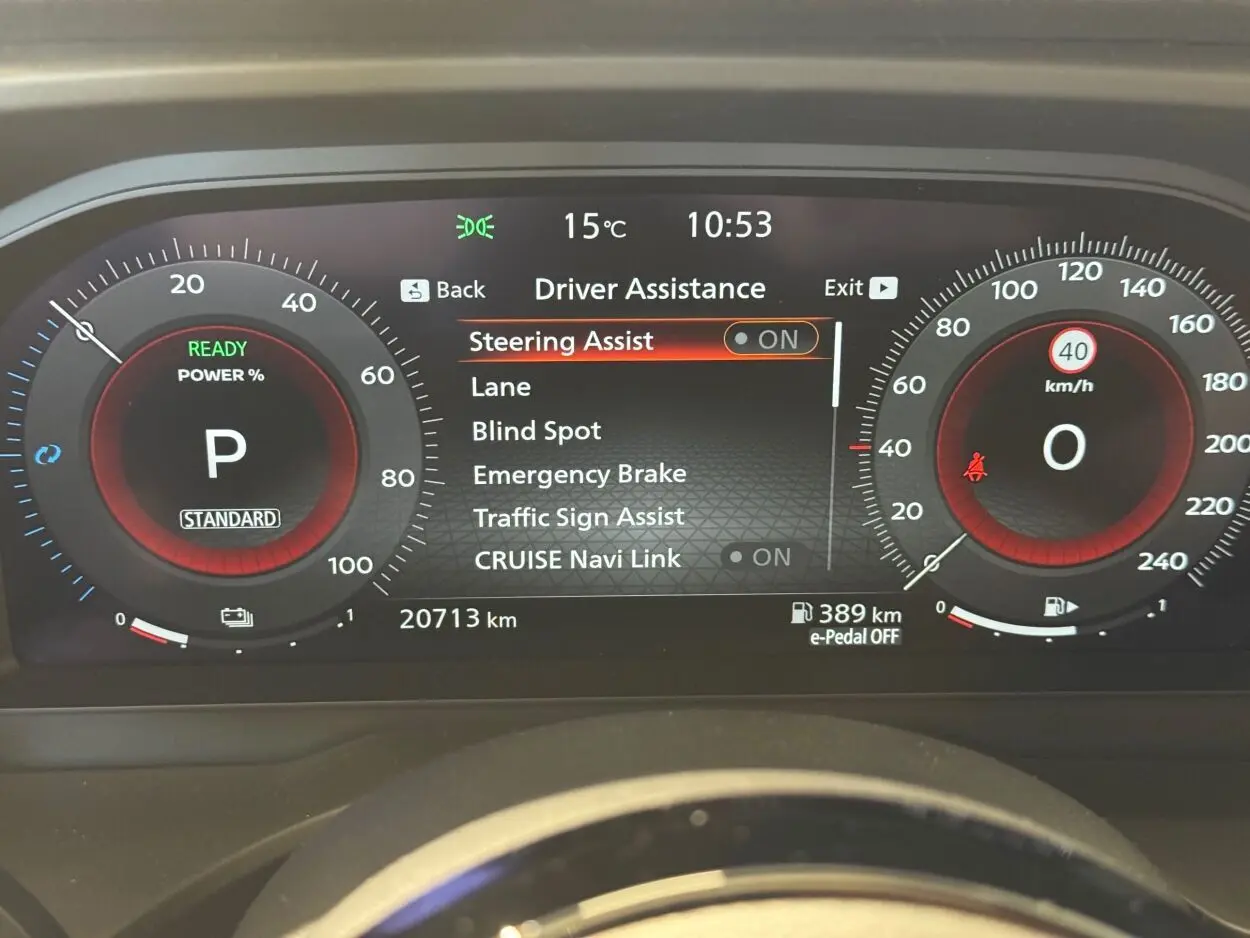 15°C 10:53
Back Driver Assistance Exit
Steering Assist ON
Lane
Blind Spot
Emergency Brake
Traffic Sign Assist
CRUISE Navi Link ON
20713 km
389 km
e-Pedal OFF
0
20
40
60
80
100
READY
POWER %
P
STANDARD
0 1
0
20
40
60
80
100
120
140
160
180
200
220
240
40
km/h
0
0 1